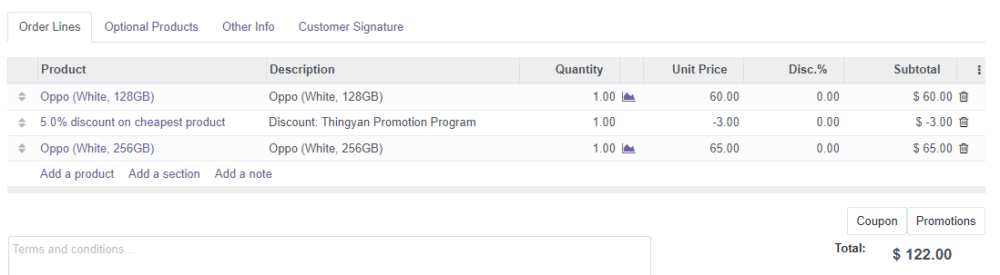 Order Lines Optional Products Other Info Customer Signature
Product Description Quantity Unit Price Disc.% Subtotal
Oppo (White, 128GB) Oppo (White, 128GB) 1.00 60.00 0.00 $ 60.00
5.0% discount on cheapest product Discount: Thingyan Promotion Program 1.00 -3.00 0.00 $ -3.00
Oppo (White, 256GB) Oppo (White, 256GB) 1.00 65.00 0.00 $ 65.00
Add a product Add a section Add a note
Coupon Promotions
Terms and conditions...
Total: $ 122.00